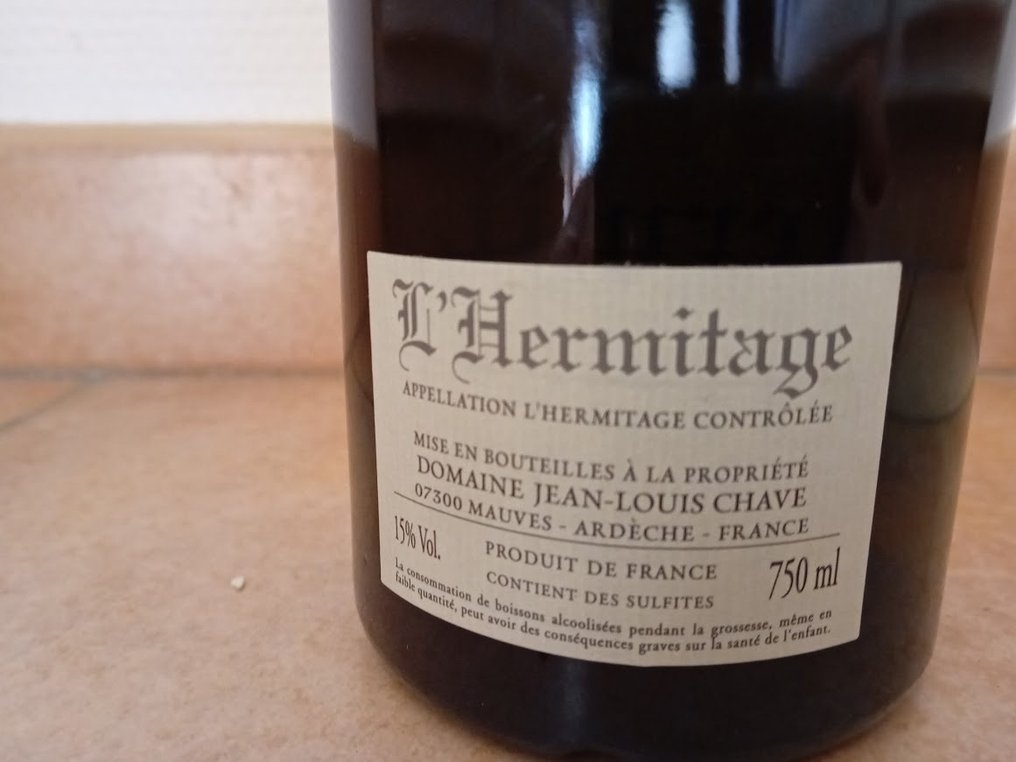 L'Hermitage
APPELLATION L'HERMITAGE CONTRÔLÉE
MISE EN BOUTEILLES À LA PROPRIÉTÉ
DOMAINE JEAN-LOUIS CHAVE
07300 MAUVES - ARDÈCHE - FRANCE
15% Vol.
PRODUIT DE FRANCE
750 ml
CONTIENT DES SULFITES
La consommation de boissons alcoolisées pendant la grossesse, même en
faible quantité, peut avoir des conséquences graves sur la santé de l'enfant.